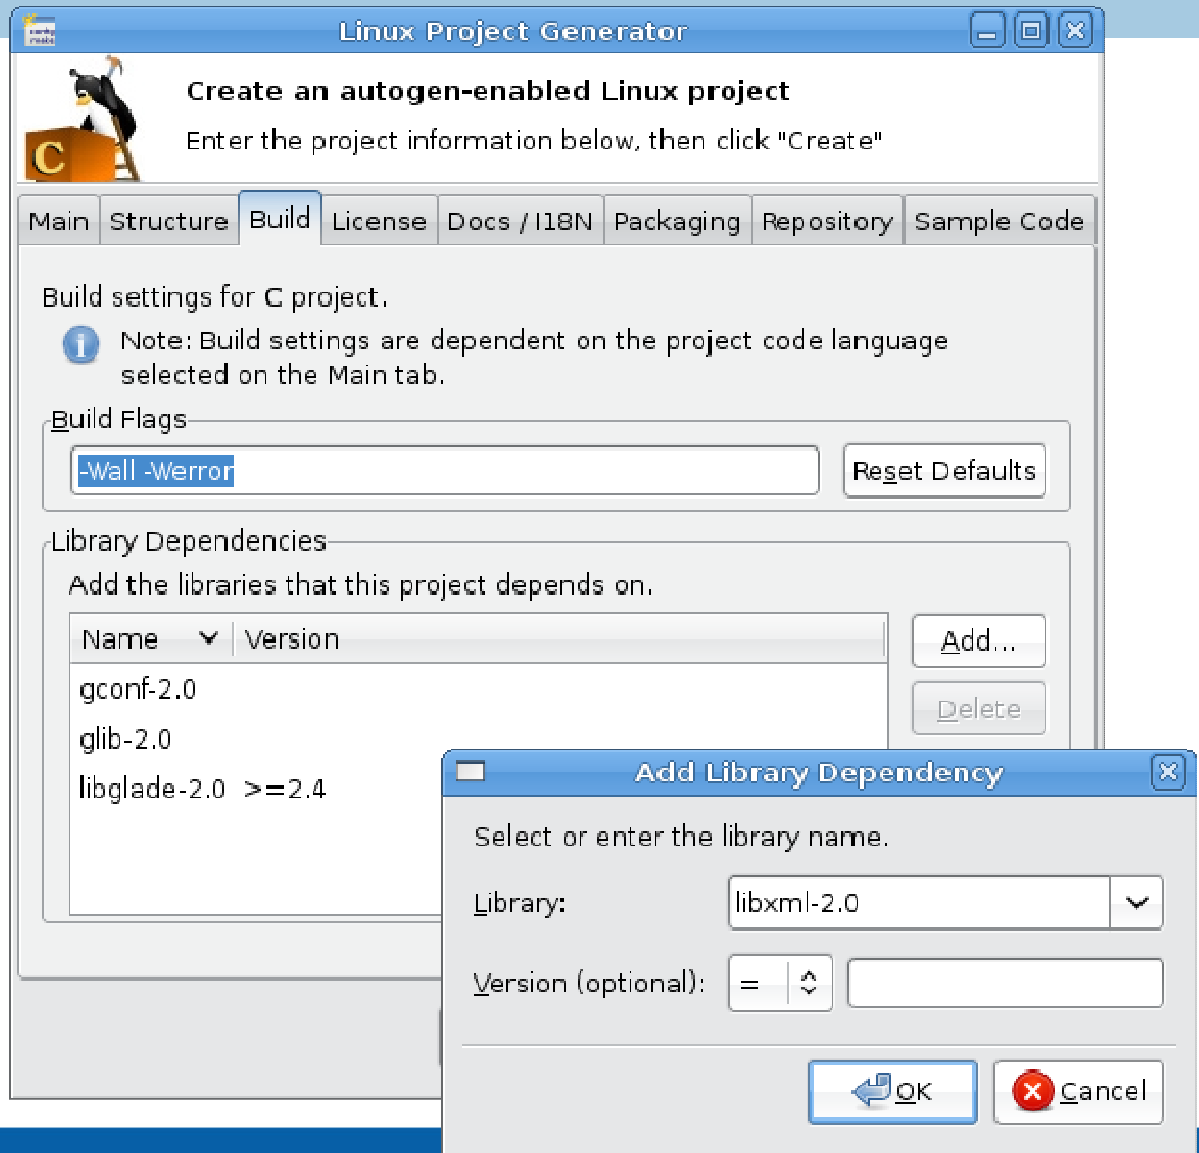 Linux Project Generator
Create an autogen-enabled Linux project
Enter the project information below, then click "Create"
C
Main Structure Build License Docs / I18N Packaging Repository Sample Code
Build settings for C project.
Note: Build settings are dependent on the project code language
selected on the Main tab.
Build Flags
-Wall -Werror Reset Defaults
Library Dependencies
Add the libraries that this project depends on.
Name Version
Add...
gconf-2.0
Delete
glib-2.0
libglade-2.0 >=2.4
Add Library Dependency
Select or enter the library name.
Library: libxml-2.0
Version (optional): =
OK Cancel